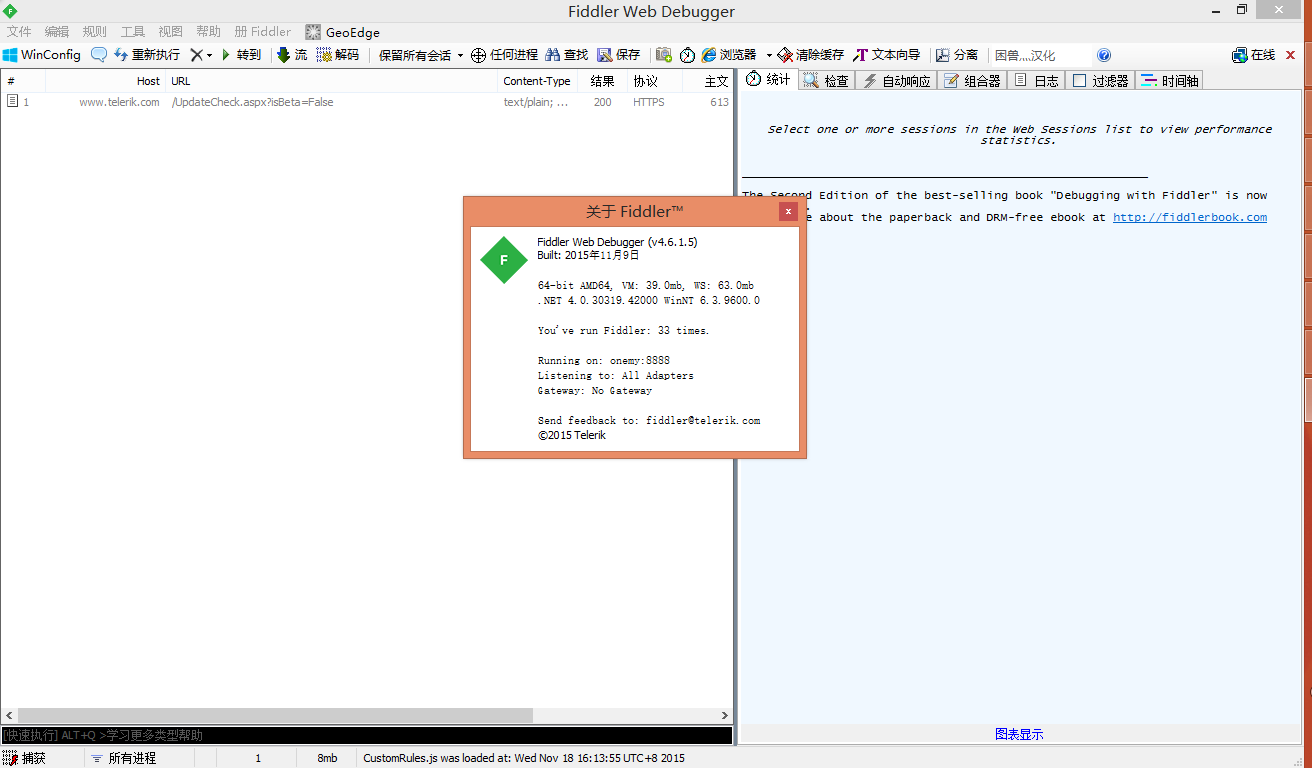 Fiddler Web Debugger
文件 编辑 规则 工具 视图 帮助 册 Fiddler GeoEdge
WinConfig 重新执行 转到 流 解码 保留所有会话 任何进程 查找 保存 浏览器 清除缓存 文本向导 分离 在线
# Host URL Content-Type 结果 协议 主文
1 www.telerik.com /UpdateCheck.aspx?isBeta=False text/plain; ... 200 HTTPS 613
统计 检查 自动响应 组合器 日志 过滤器 时间轴
Select one or more sessions in the Web Sessions list to view performance
statistics.
The Second Edition of the best-selling book "Debugging with Fiddler" is now
about the paperback and DRM-free ebook at http://fiddlerbook.com
关于 Fiddler™
x
F
Fiddler Web Debugger (v4.6.1.5)
Built: 2015年11月9日
64-bit AMD64, VM: 39.0mb, WS: 63.0mb
.NET 4.0.30319.42000 WinNT 6.3.9600.0
You've run Fiddler: 33 times.
Running on: onemy:8888
Listening to: All Adapters
Gateway: No Gateway
Send feedback to: fiddler@telerik.com
©2015 Telerik
图表显示
[快速执行] ALT+Q >学习更多类型帮助
捕获 所有进程 1 8mb CustomRules.js was loaded at: Wed Nov 18 16:13:55 UTC+8 2015